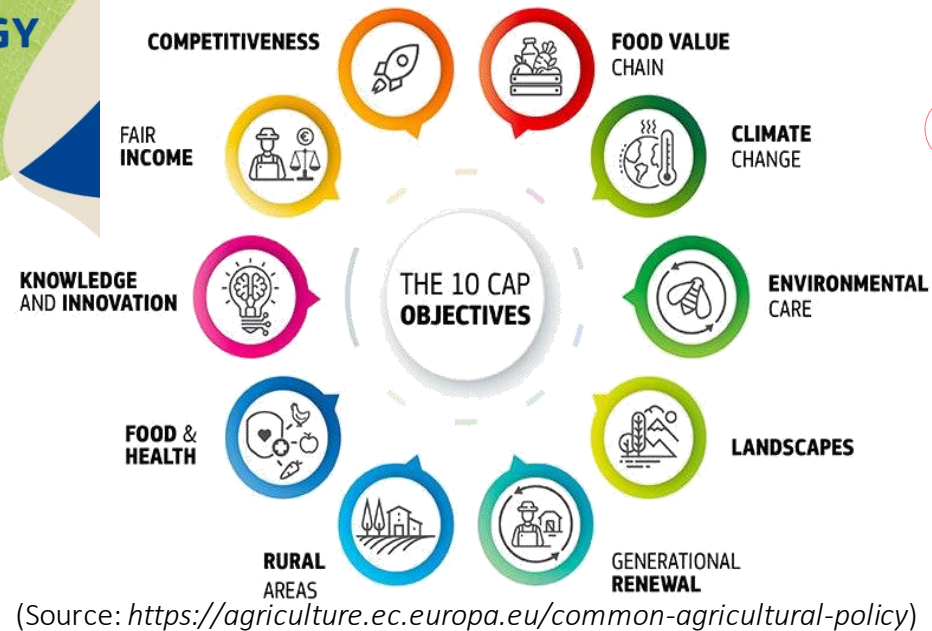 GY
COMPETITIVENESS
FOOD VALUE
CHAIN
FAIR
INCOME
€
CLIMATE
CHANGE
KNOWLEDGE
AND INNOVATION
THE 10 CAP
OBJECTIVES
ENVIRONMENTAL
CARE
FOOD &
HEALTH
LANDSCAPES
RURAL
AREAS
GENERATIONAL
RENEWAL
(Source: https://agriculture.ec.europa.eu/common-agricultural-policy)